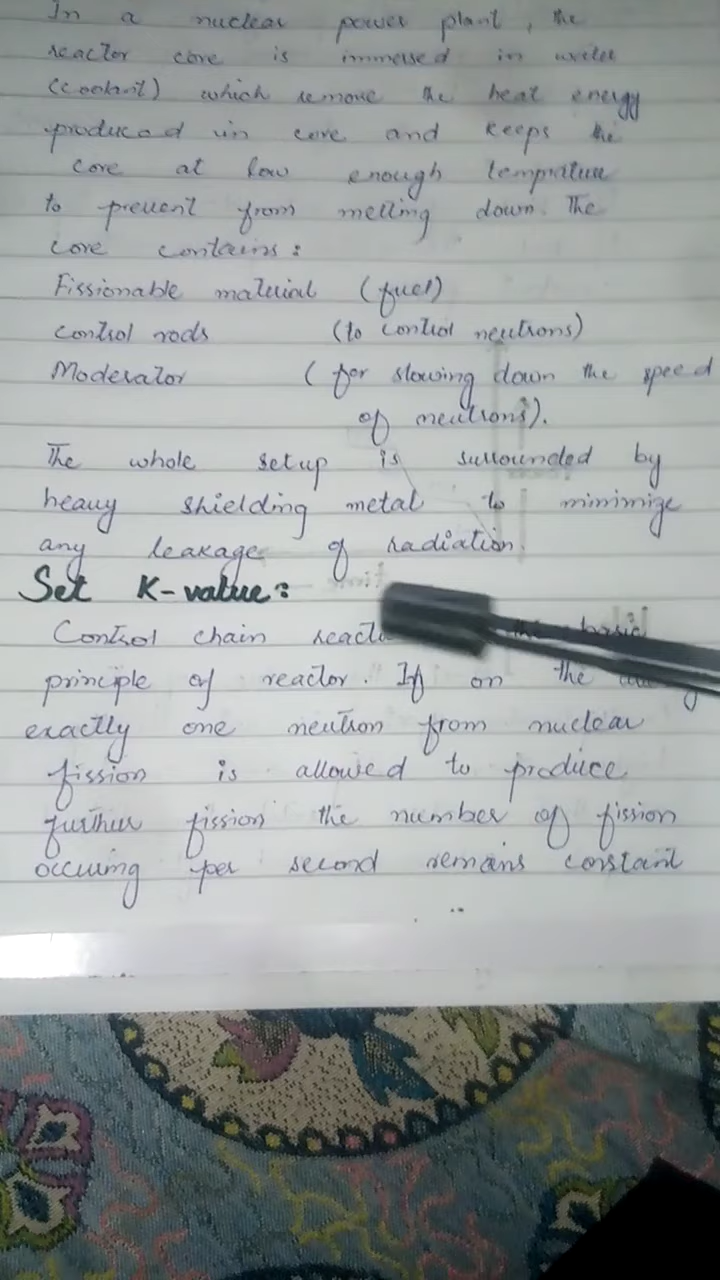 In a nuclear power plant, the
reactor core is immersed in water
(coolant) which remove the heat energy
produced in core and keeps the
core at low enough temprature
to prevent from melting down. The
core contains:
Fissionable material (fuel)
control rods (to control neutrons)
Moderator (for slowing down the speed
of neutrons).
The whole setup is surrounded by
heavy shielding metal to minimize
any leakage of radiation.
Set K-value:
Control chain basic
principle of reactor. If on the
exactly one neutron from nuclear
fission is allowed to produce
further fission the number of fission
occuring per second remains constant